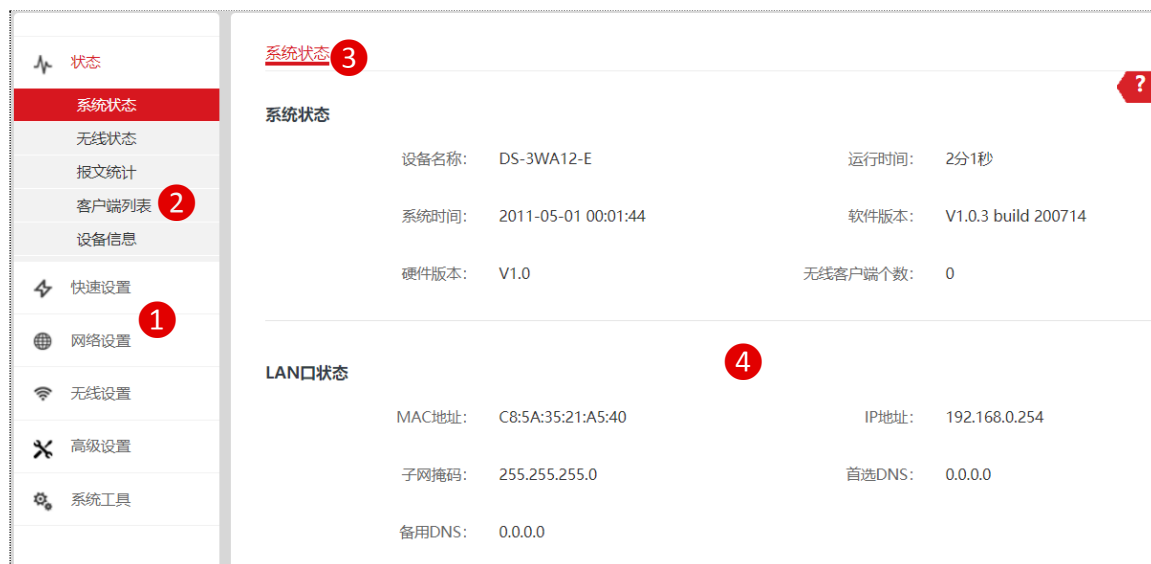 状态
系统状态
无线状态
报文统计
客户端列表 2
设备信息
快速设置
1
网络设置
无线设置
高级设置
系统工具
系统状态 3
?
系统状态
设备名称: DS-3WA12-E 运行时间: 2分1秒
系统时间: 2011-05-01 00:01:44 软件版本: V1.0.3 build 200714
硬件版本: V1.0 无线客户端个数: 0
4
LAN口状态
MAC地址: C8:5A:35:21:A5:40 IP地址: 192.168.0.254
子网掩码: 255.255.255.0 首选DNS: 0.0.0.0
备用DNS: 0.0.0.0